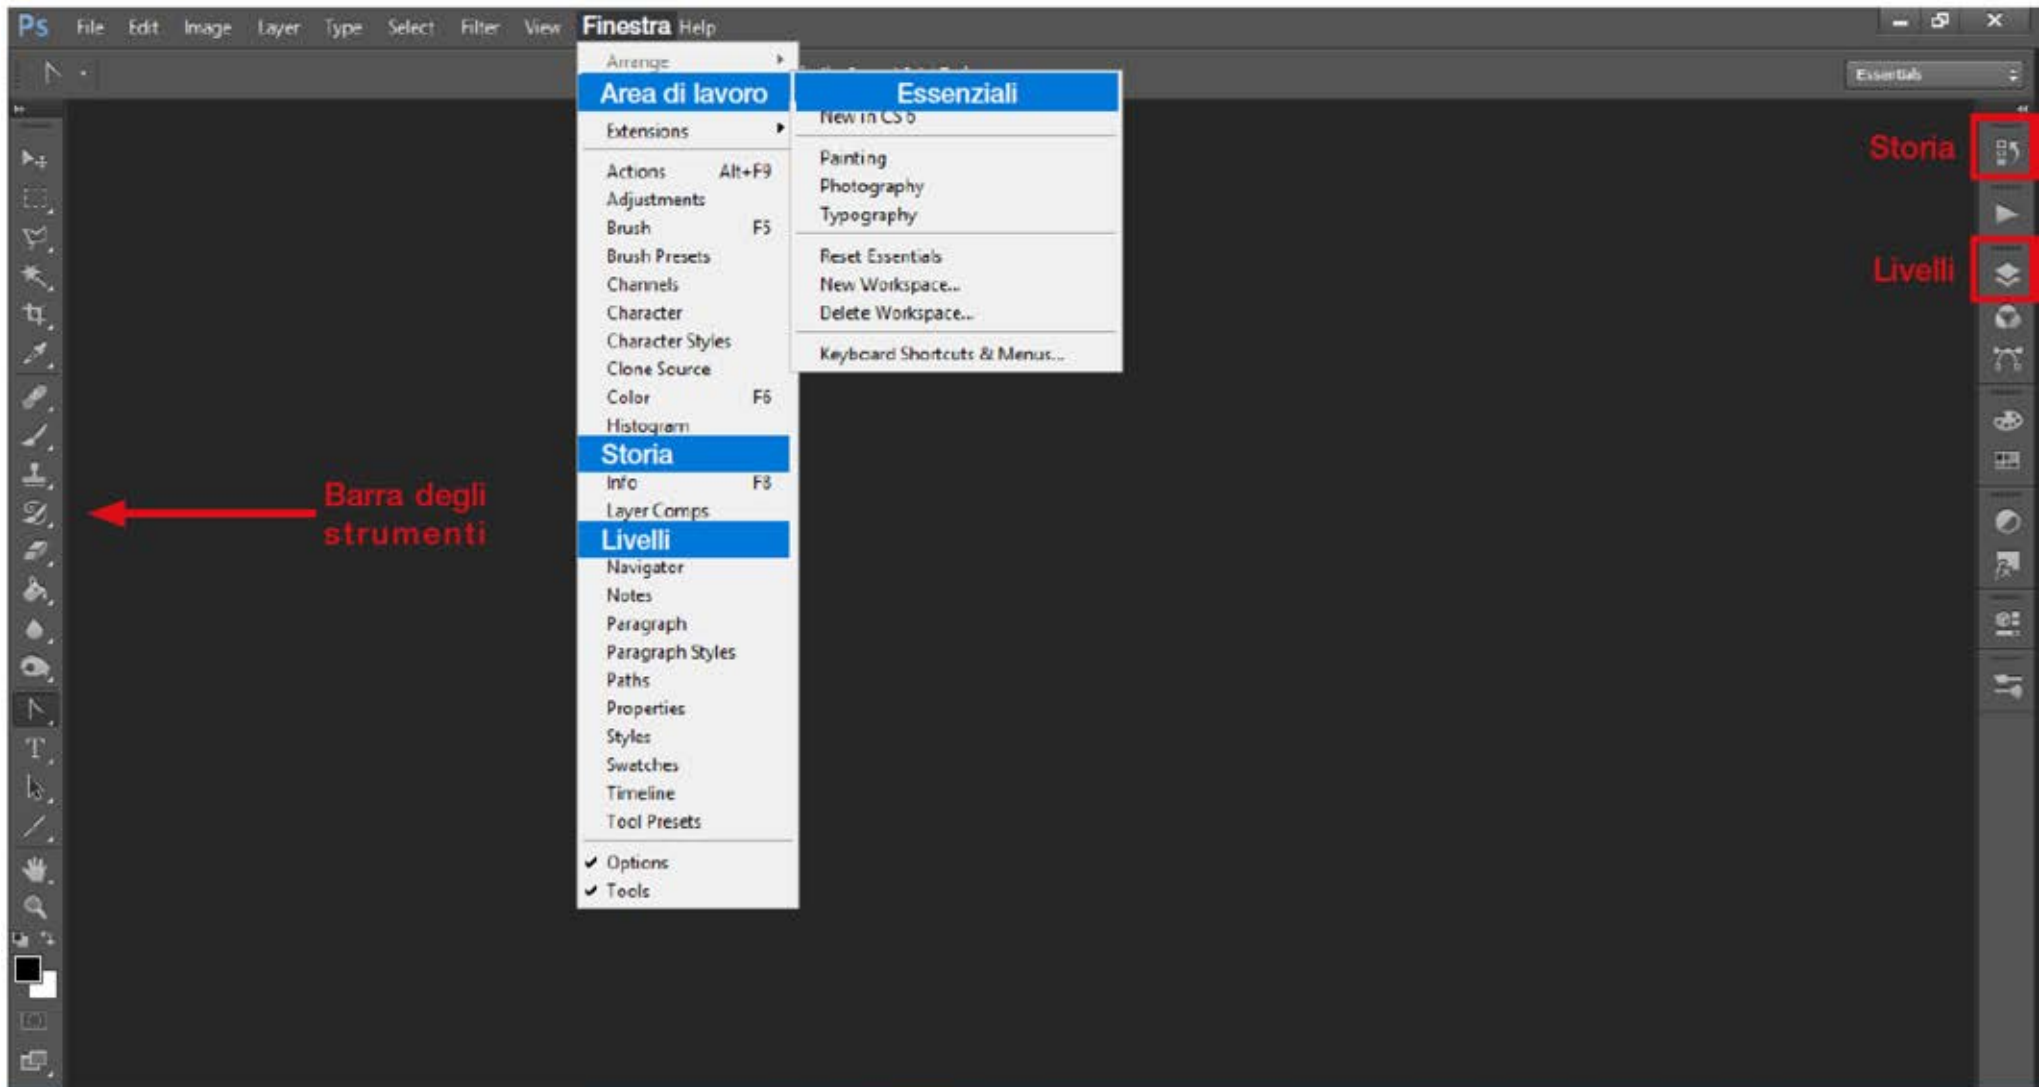 Ps File Edit Image Layer Type Select Filter View Finestra Help
Arrange
Essentials
Area di lavoro
Essenziali
Extensions
New in CS6
Actions Alt+F9
Adjustments
Brush F5
Brush Presets
Channels
Character
Character Styles
Clone Source
Color F6
Histogram
Storia
Info F8
Layer Comps
Livelli
Navigator
Notes
Paragraph
Paragraph Styles
Paths
Properties
Styles
Swatches
Timeline
Tool Presets
Options
Tools
Painting
Photography
Typography
Reset Essentials
New Workspace...
Delete Workspace...
Keyboard Shortcuts & Menus...
Barra degli
strumenti
Storia
Livelli